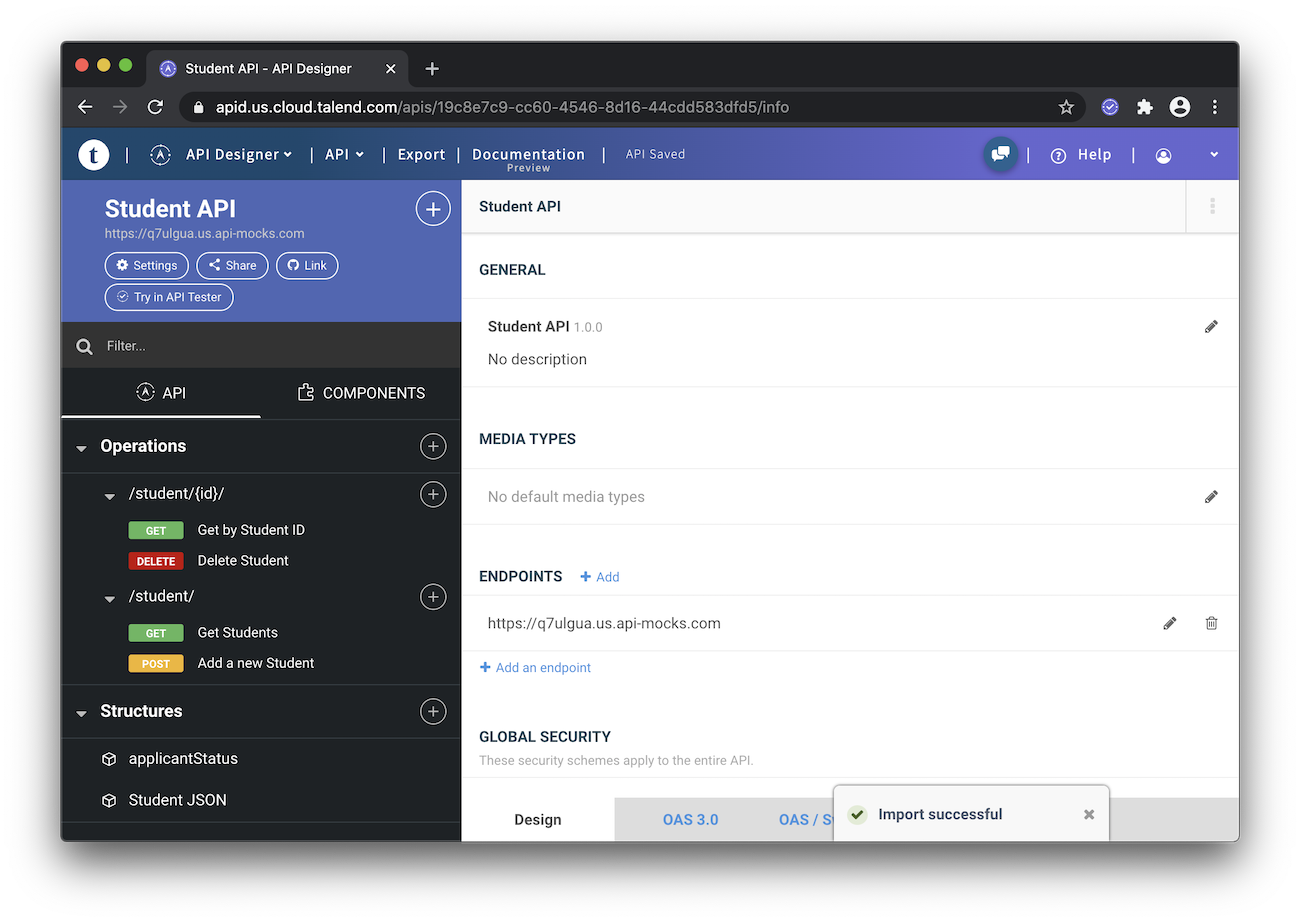 Student API - API Designer
apid.us.cloud.talend.com/apis/19c8e7c9-cc60-4546-8d16-44cdd583dfd5/info
t | API Designer | API | Export | Documentation | API Saved | ? Help |
Preview
Student API
https://q7ulgua.us.api-mocks.com
Settings Share Link
Try in API Tester
Filter...
API COMPONENTS
Operations
/student/{id}/
GET Get by Student ID
DELETE Delete Student
/student/
GET Get Students
POST Add a new Student
Structures
applicantStatus
Student JSON
Student API
GENERAL
Student API 1.0.0
No description
MEDIA TYPES
No default media types
ENDPOINTS + Add
https://q7ulgua.us.api-mocks.com
+ Add an endpoint
GLOBAL SECURITY
These security schemes apply to the entire API.
Design OAS 3.0 OAS /
Import successful